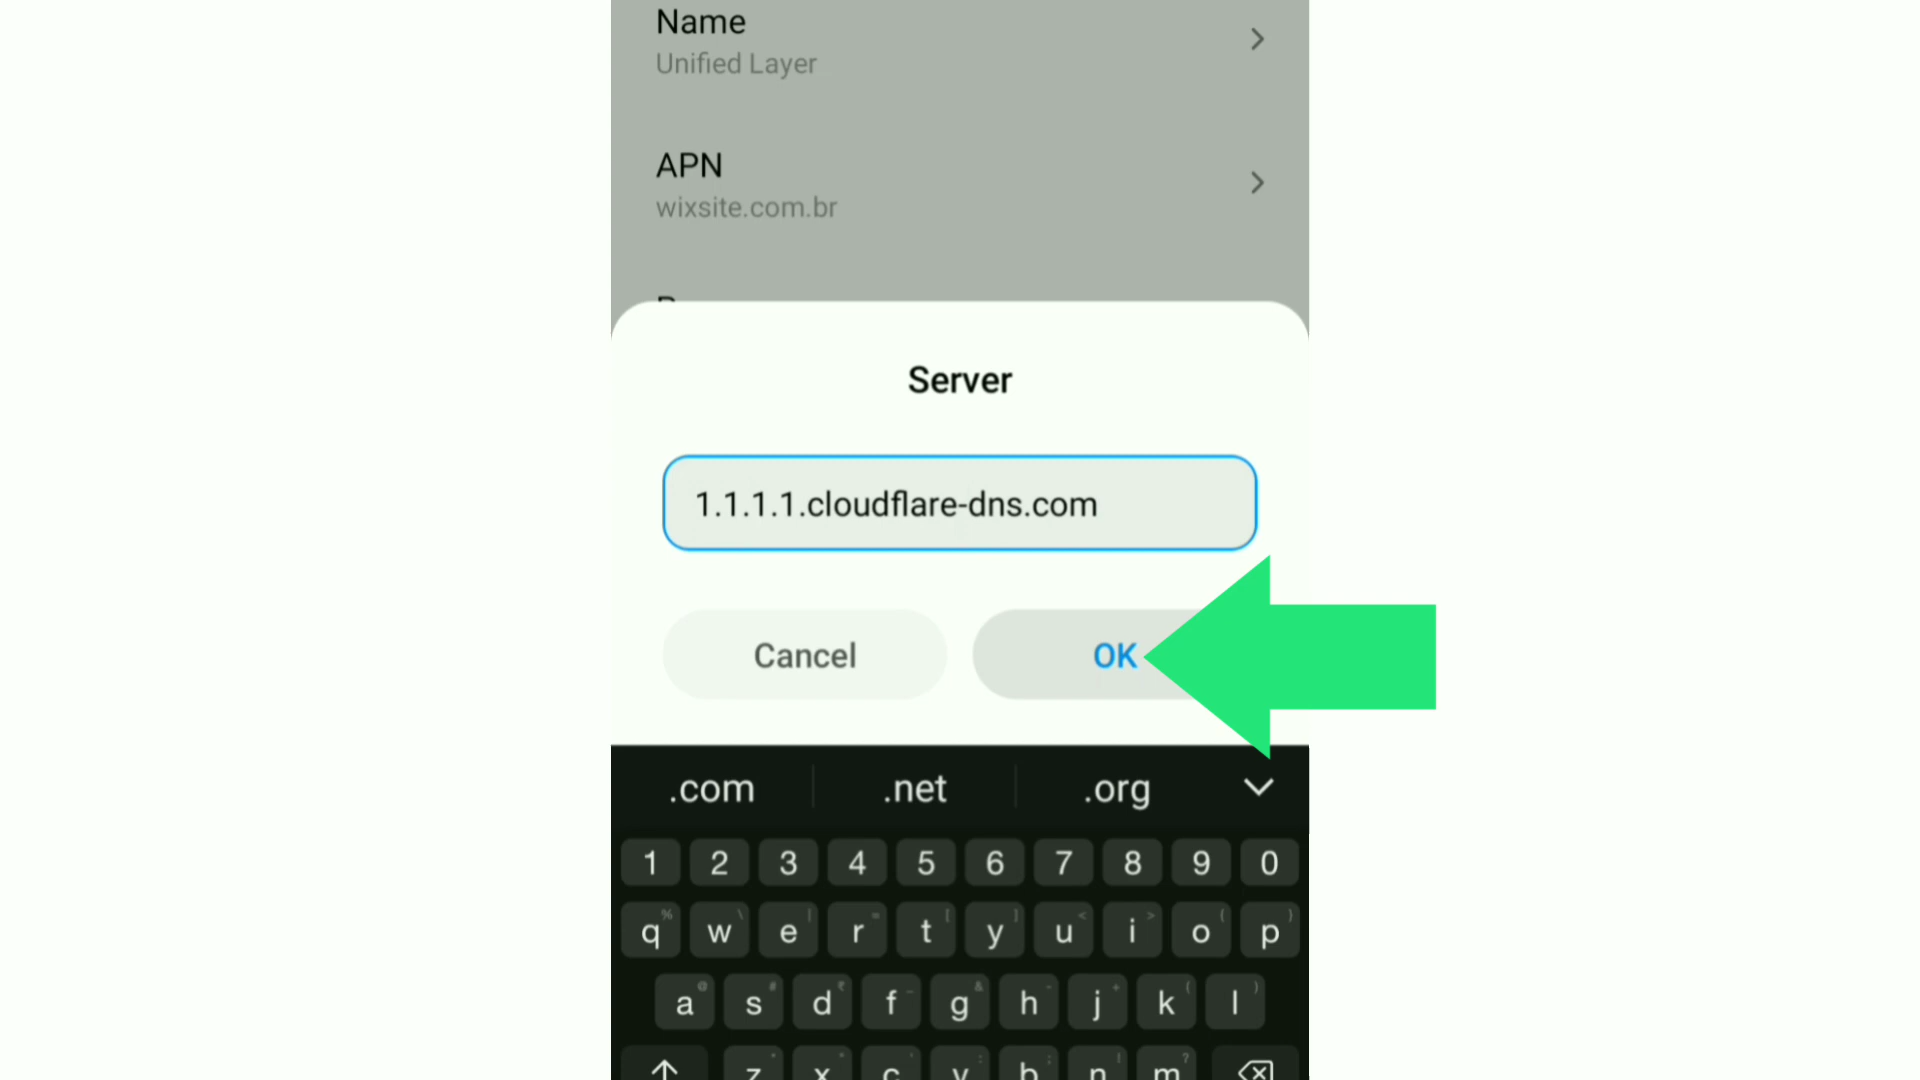 Name
Unified Layer
APN
wixsite.com.br
Server
1.1.1.1.cloudflare-dns.com
Cancel OK
.com .net .org
1 2 3 4 5 6 7 8 9 0
q w e r t y u i o p
a s d f g h j k l
z x c v b n m